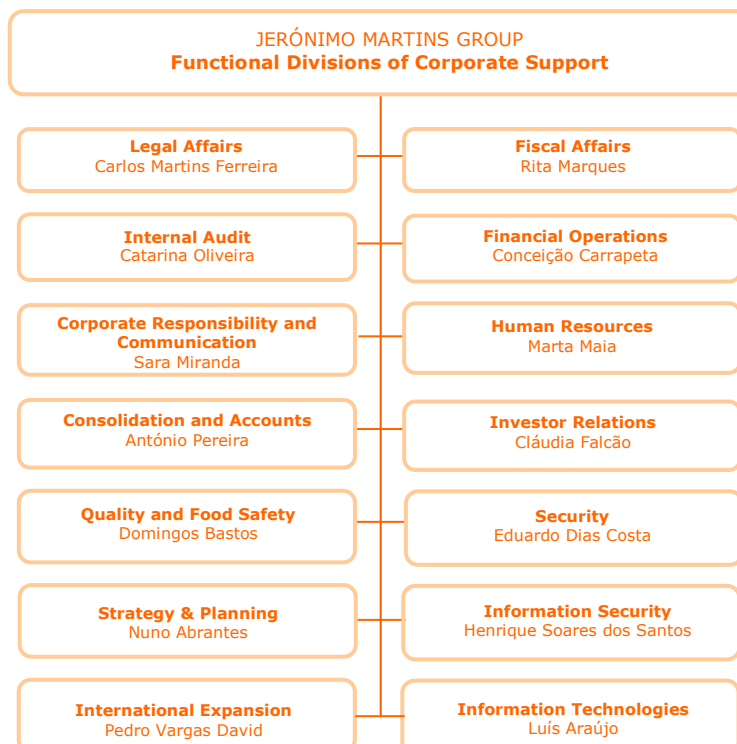 JERÓNIMO MARTINS GROUP
Functional Divisions of Corporate Support
Legal Affairs
Carlos Martins Ferreira
Fiscal Affairs
Rita Marques
Internal Audit
Catarina Oliveira
Financial Operations
Conceição Carrapeta
Corporate Responsibility and
Communication
Sara Miranda
Human Resources
Marta Maia
Consolidation and Accounts
António Pereira
Investor Relations
Cláudia Falcão
Quality and Food Safety
Domingos Bastos
Security
Eduardo Dias Costa
Strategy & Planning
Nuno Abrantes
Information Security
Henrique Soares dos Santos
International Expansion
Pedro Vargas David
Information Technologies
Luís Araújo